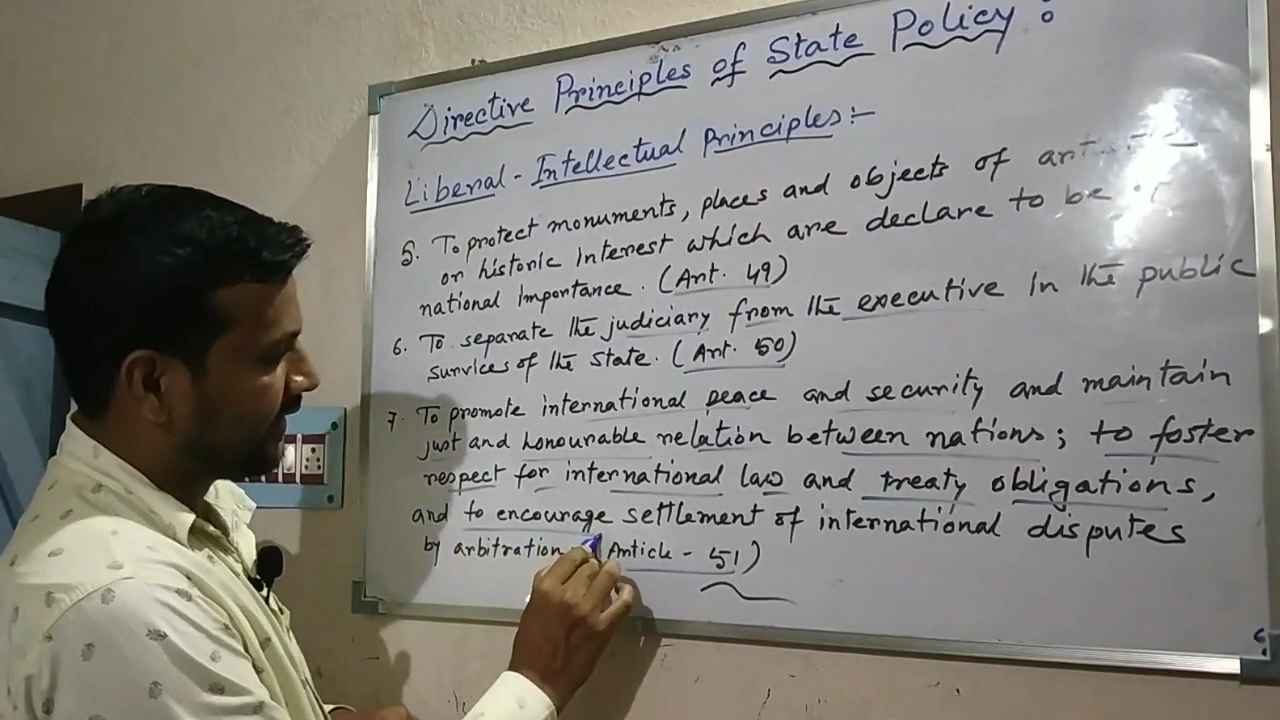 Directive Principles of State Policy :
Liberal - Intellectual Principles :-
5. To protect monuments, places and objects of
or historic interest which are declare to be
national importance. (Art. 49)
6. To separate the judiciary from the executive in the public
survices of the state. (Art. 50)
7. To promote international peace and security and maintain
just and honourable relation between nations; to foster
respect for international law and treaty obligations,
and to encourage settlement of international disputes
by arbitration (Article - 51)